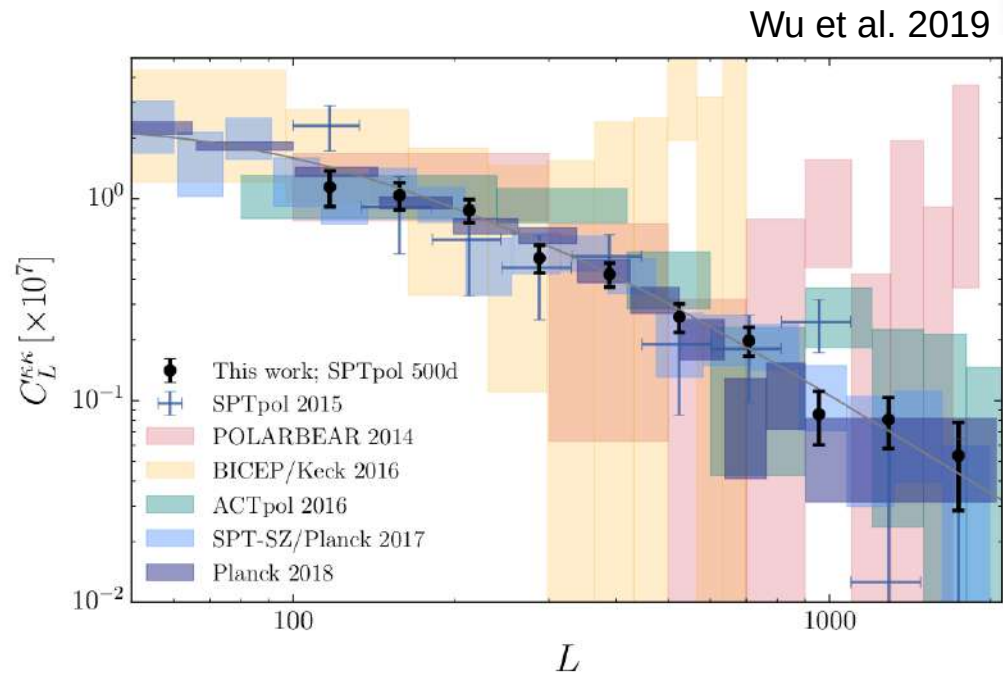 Wu et al. 2019
C_L^{κκ} [×10^7]
10^0
10^{-1}
10^{-2}
This work; SPTpol 500d
SPTpol 2015
POLARBEAR 2014
BICEP/Keck 2016
ACTpol 2016
SPT-SZ/Planck 2017
Planck 2018
100
1000
L